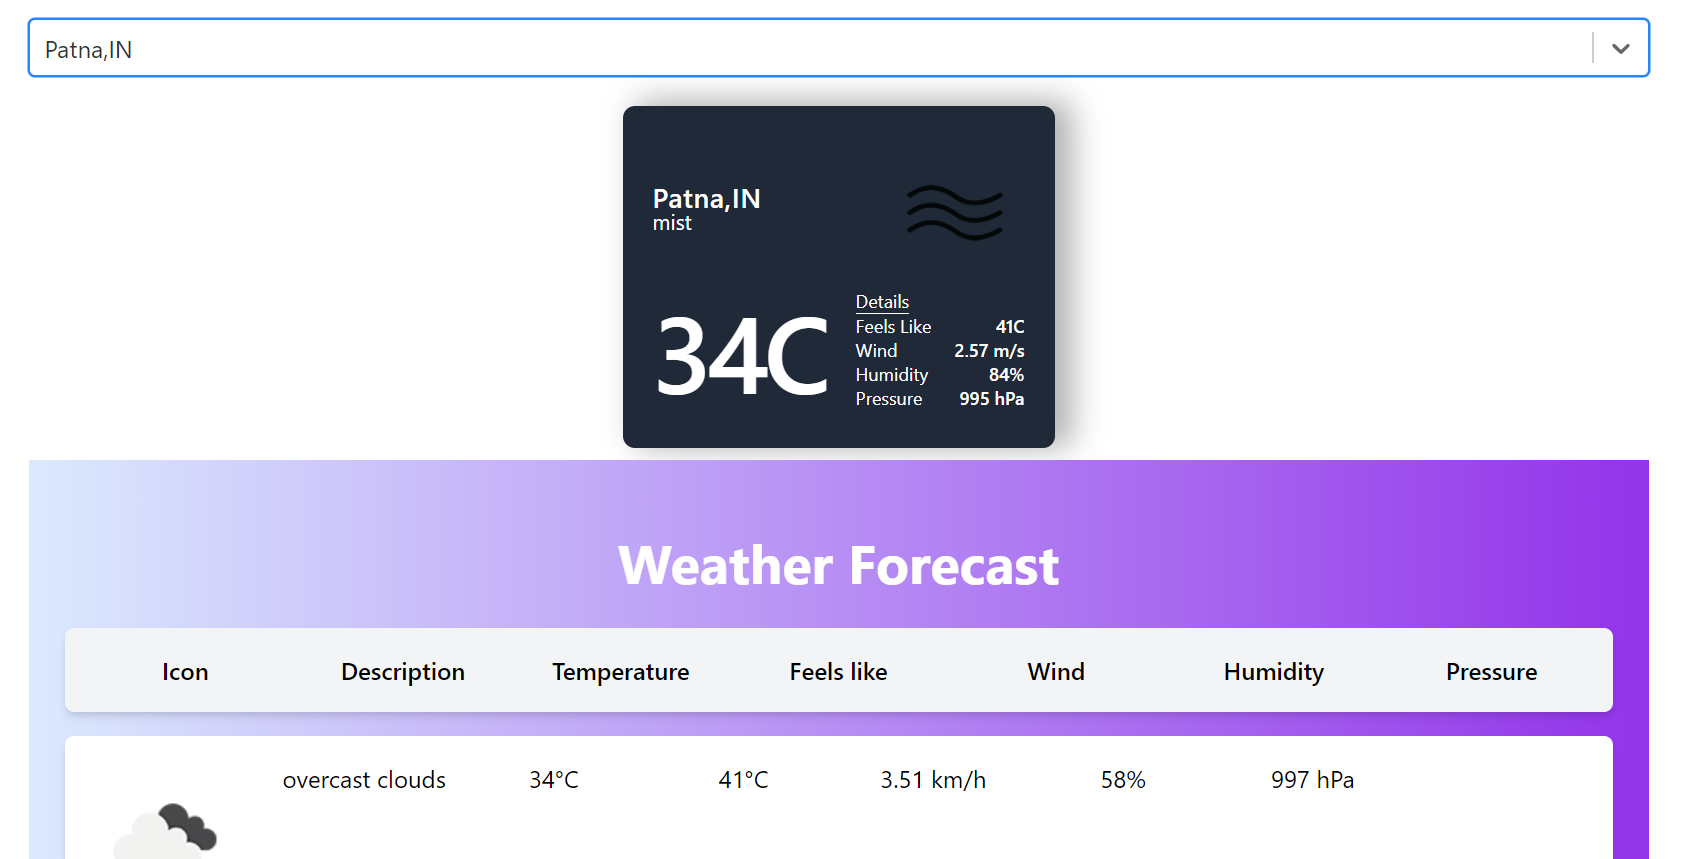 Patna,IN
Patna,IN
mist
34C
Details
Feels Like 41C
Wind 2.57 m/s
Humidity 84%
Pressure 995 hPa
Weather Forecast
Icon Description Temperature Feels like Wind Humidity Pressure
overcast clouds 34°C 41°C 3.51 km/h 58% 997 hPa